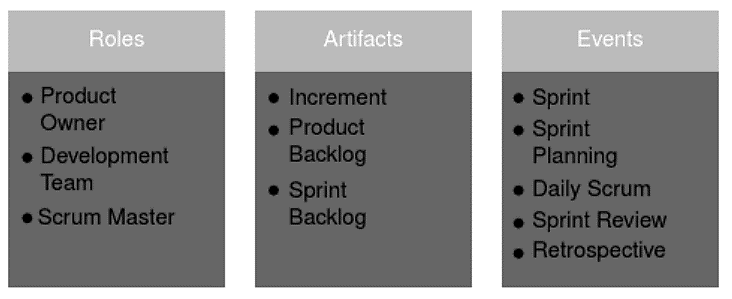 Roles
● Product
Owner
● Development
Team
● Scrum Master
Artifacts
● Increment
● Product
Backlog
● Sprint
Backlog
Events
● Sprint
● Sprint
Planning
● Daily Scrum
● Sprint Review
● Retrospective